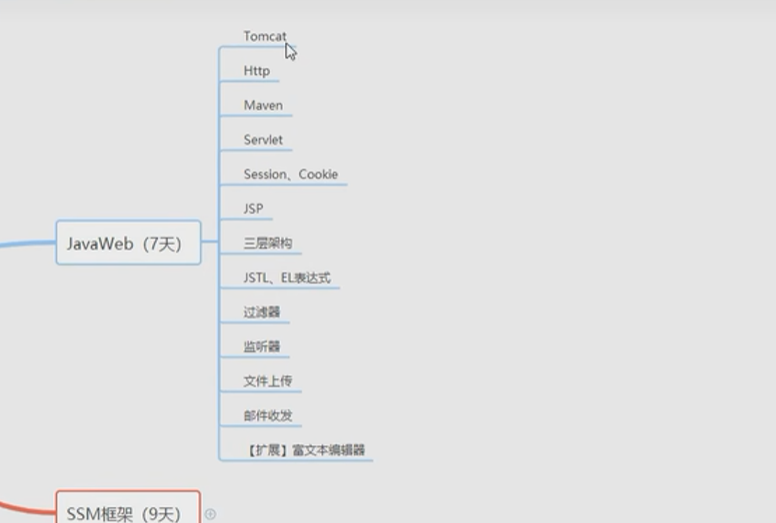 Tomcat
Http
Maven
Servlet
Session、Cookie
JSP
JavaWeb（7天）
三层架构
JSTL、EL表达式
过滤器
监听器
文件上传
邮件收发
【扩展】富文本编辑器
SSM框架（9天）